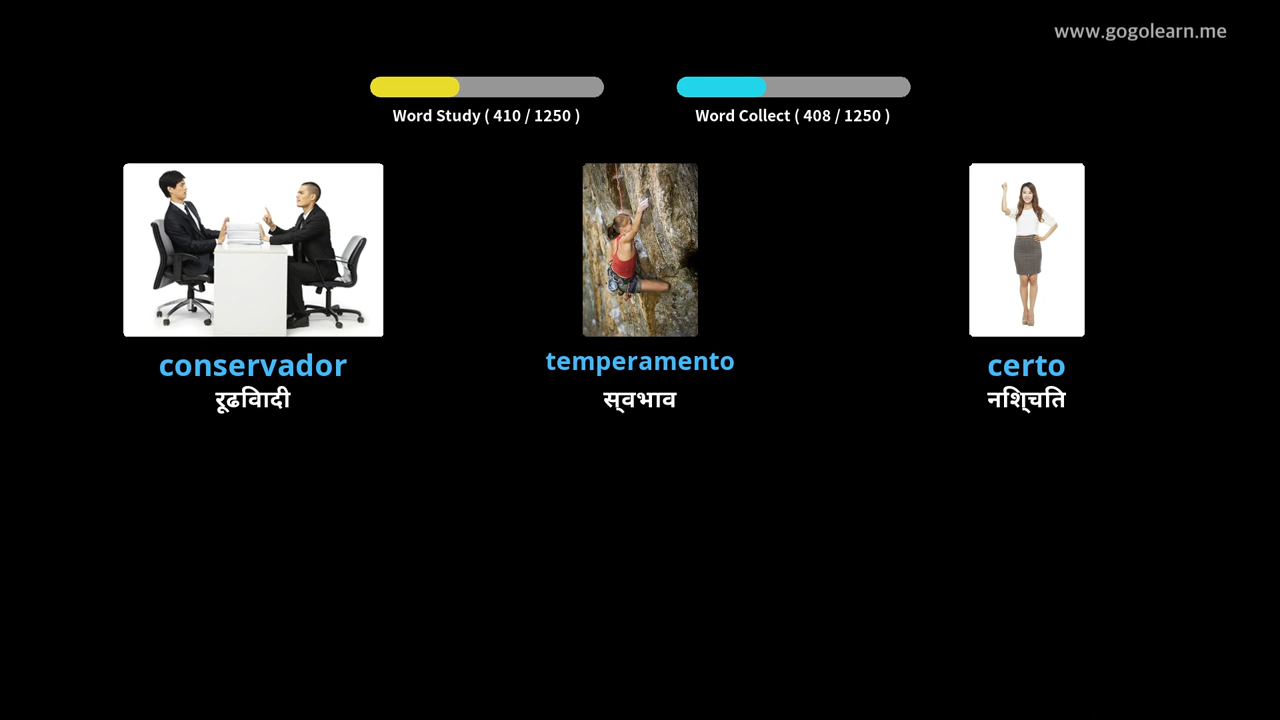 www.gogolearn.me
Word Study ( 410 / 1250 )
Word Collect ( 408 / 1250 )
conservador
temperamento
certo
रूढिवादी
स्वभाव
निश्चित